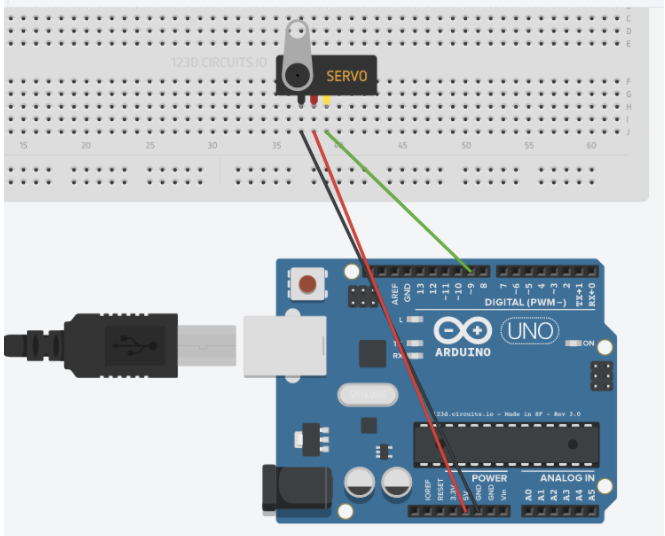 C
D
E
123D.CIRCUITS.IO
SERVO
F
G
H
I
J
15 20 25 30 35 40 45 50 55 60
AREF
GND
13
12
~11
~10
~9
8
7
~6
~5
4
~3
2
TX→1
RX←0
DIGITAL (PWM~)
L
TX
RX
UNO
ARDUINO
ON
123d.circuits.io - Made in SF - Rev 3.0
POWER
ANALOG IN
IOREF
RESET
3.3V
5V
GND
GND
Vin
A0
A1
A2
A3
A4
A5